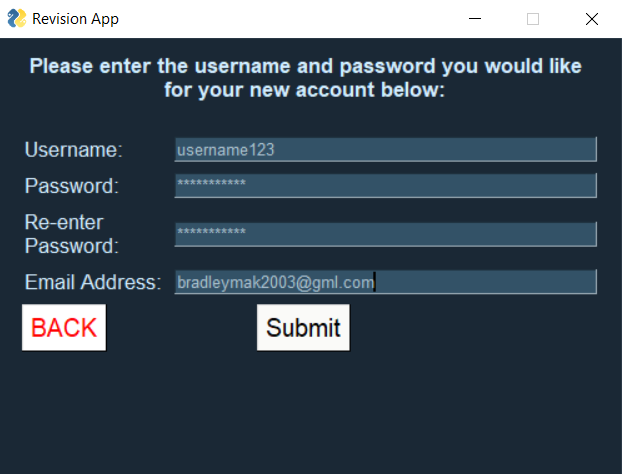 Revision App
Please enter the username and password you would like
for your new account below:
Username: username123
Password: ***********
Re-enter
Password: ***********
Email Address: bradleymak2003@gml.com
BACK Submit